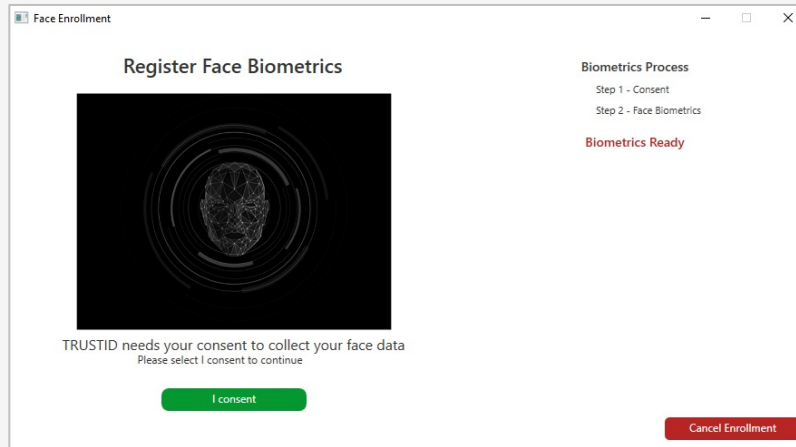 Face Enrollment
Register Face Biometrics
TRUSTID needs your consent to collect your face data
Please select I consent to continue
I consent
Biometrics Process
Step 1 - Consent
Step 2 - Face Biometrics
Biometrics Ready
Cancel Enrollment